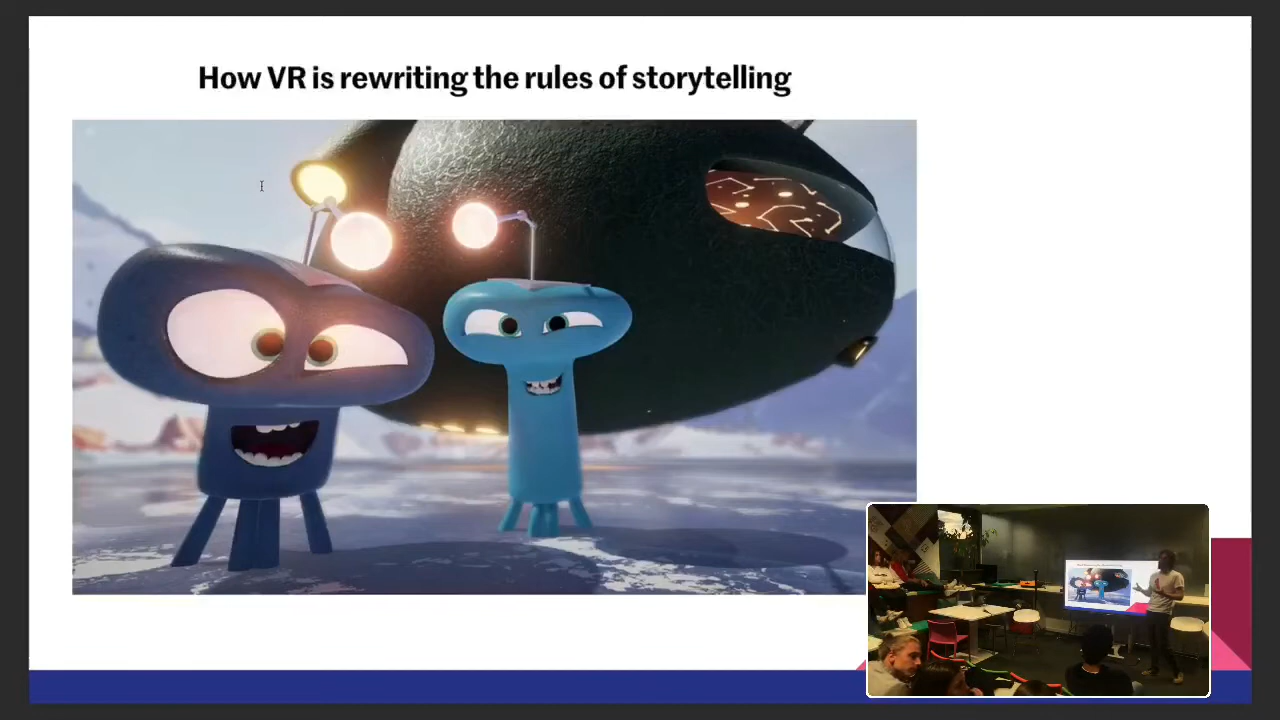 How VR is rewriting the rules of storytelling